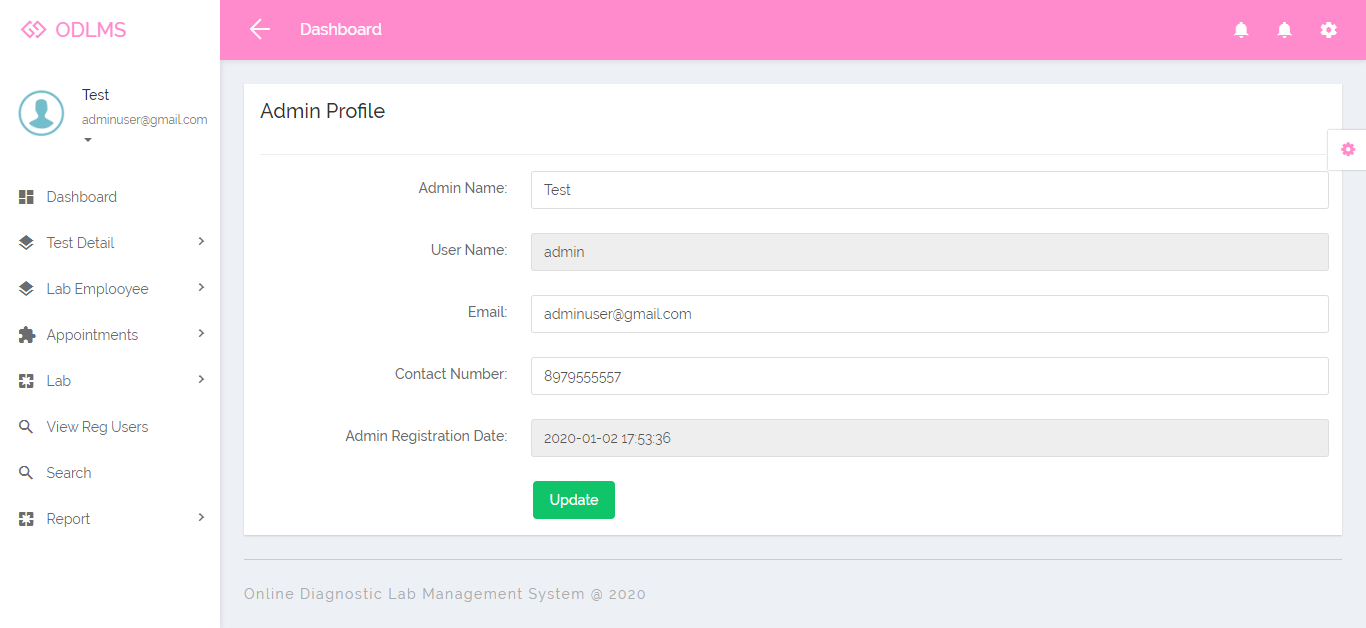 ODLMS
Dashboard
Test
adminuser@gmail.com
Dashboard
Test Detail
Lab Emplooyee
Appointments
Lab
View Reg Users
Search
Report
Admin Profile
Admin Name: Test
User Name: admin
Email: adminuser@gmail.com
Contact Number: 8979555557
Admin Registration Date: 2020-01-02 17:53:36
Update
Online Diagnostic Lab Management System @ 2020